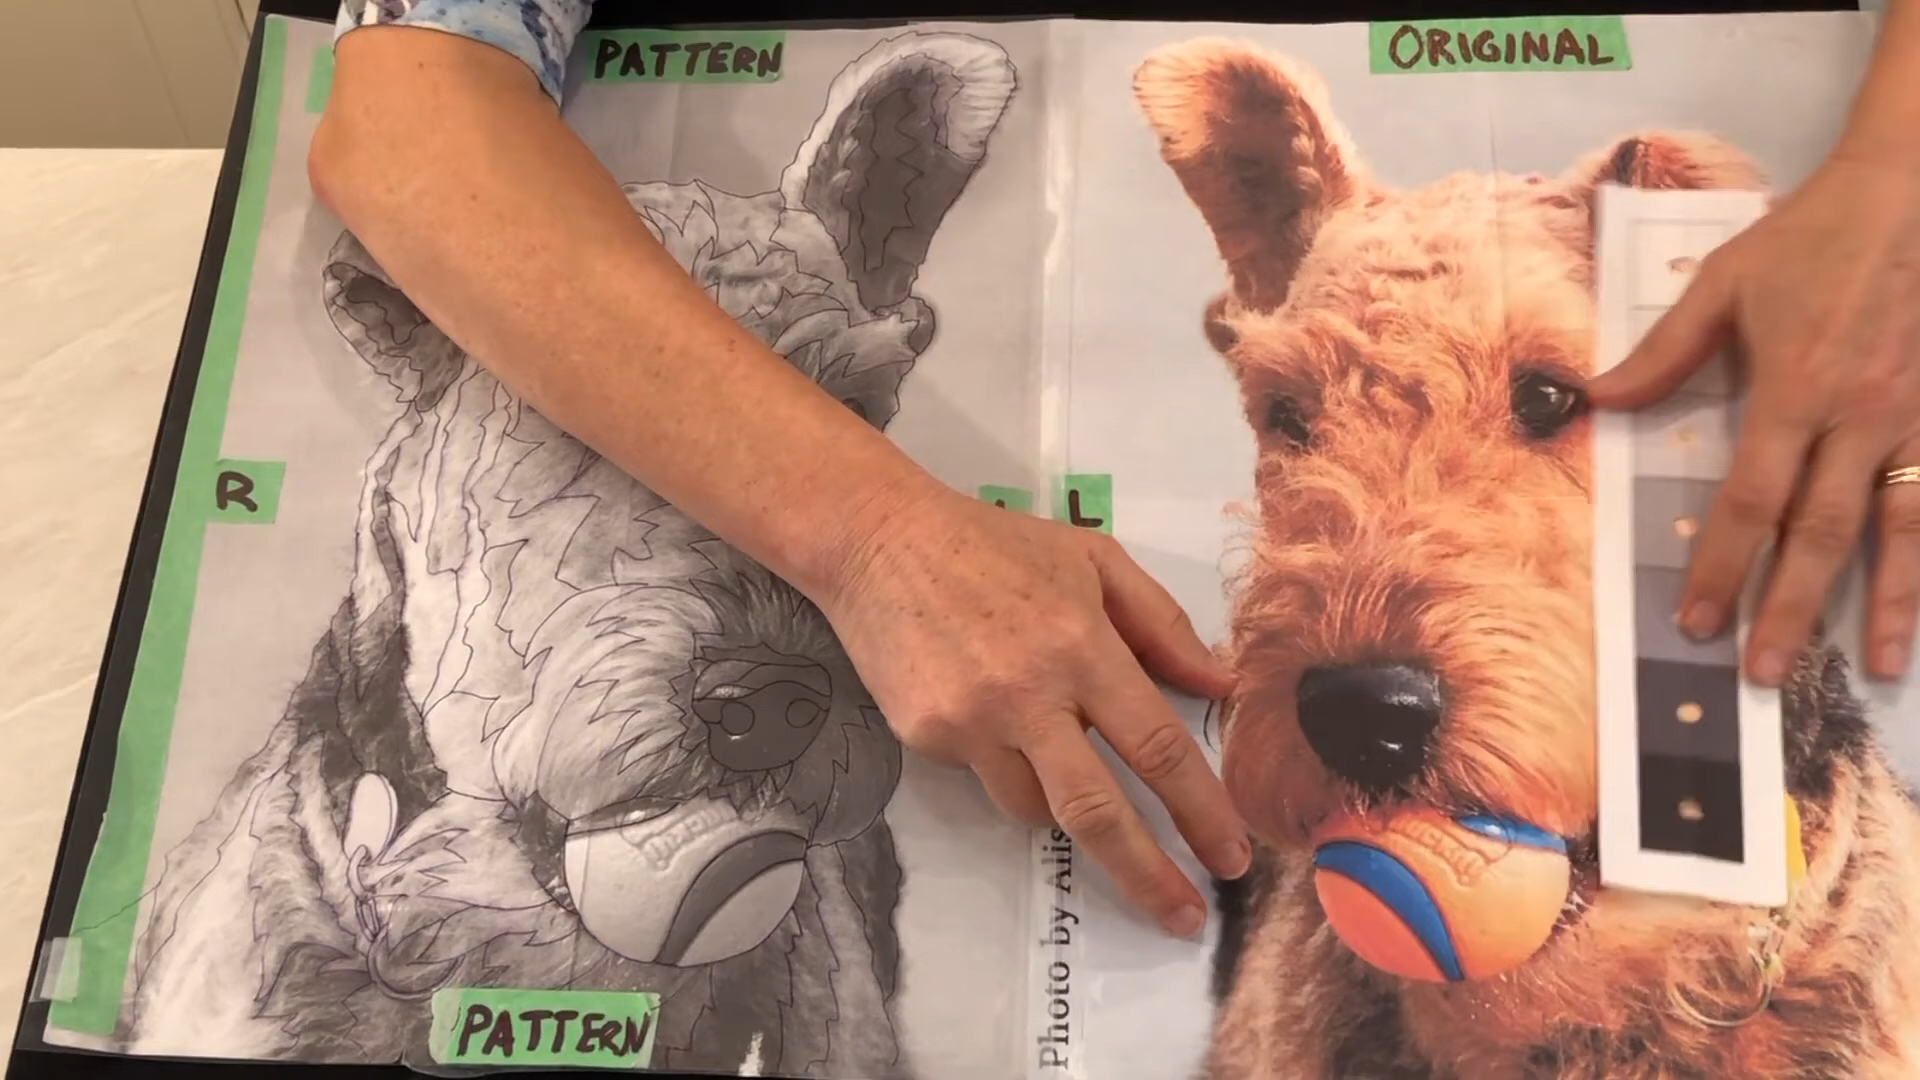 PATTERN
ORIGINAL
R
L
Photo by Alis
PATTERN